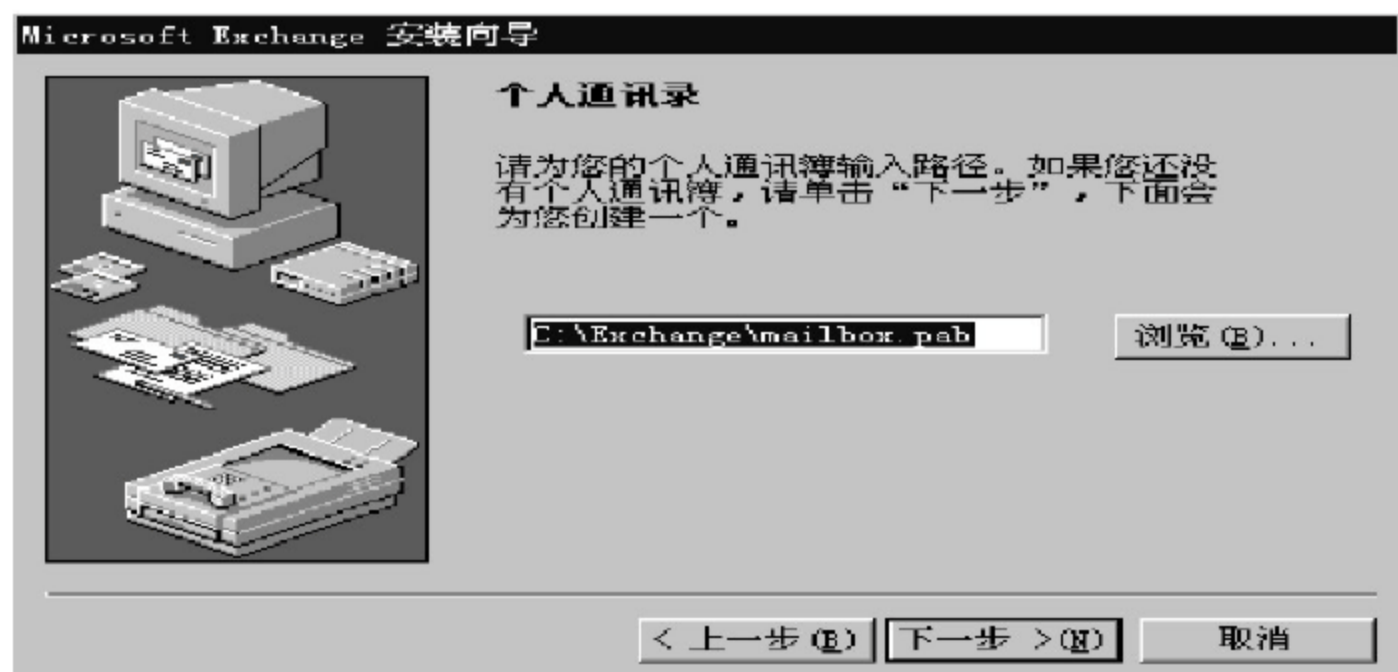 Microsoft Exchange 安装向导
个人通讯录
请为您的个人通讯簿输入路径。如果您还没
有个人通讯簿，请单击“下一步”，下面会
为您创建一个。
C:\Exchange\mailbox.pab
浏览(B)...
< 上一步(B)
下一步 >(N)
取消